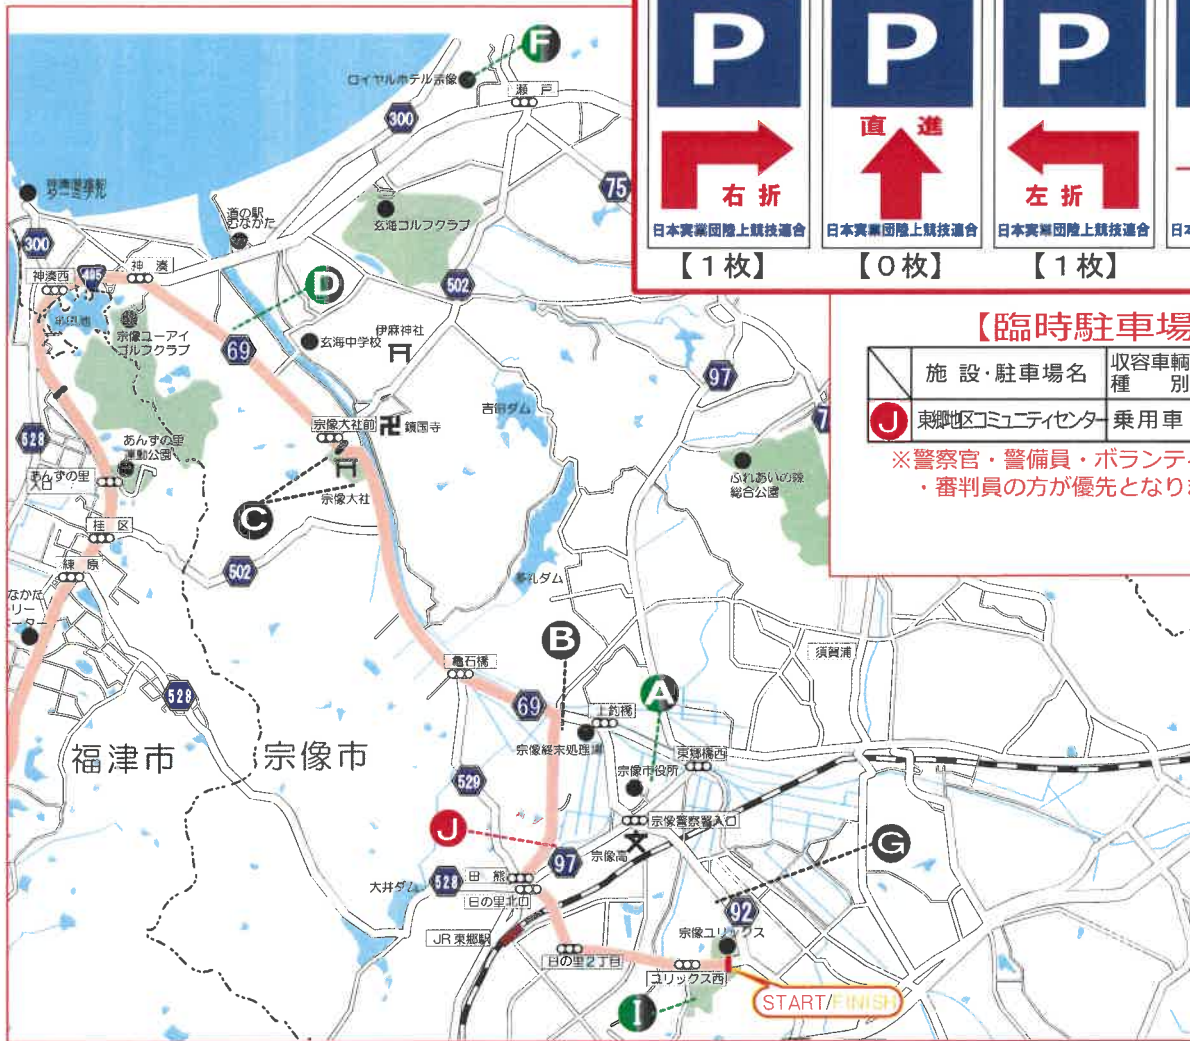 P
右折
日本実業団陸上競技連合
【1枚】
P
直進
日本実業団陸上競技連合
【0枚】
P
左折
日本実業団陸上競技連合
【1枚】
【臨時駐車場
施設・駐車場名
収容車輌
種別
J
東郷地区コミュニティセンター
乗用車
※警察官・警備員・ボランティ
・審判員の方が優先となりま
F
ロイヤルホテル宗像
瀬戸
300
75
玄海ゴルフクラブ
道の駅
むなかた
300
神湊西
495
神湊
502
D
宗像ユーアイ
ゴルフクラブ
69
玄海中学校
伊摩神社
97
吉田ダム
宗像大社前
鎮国寺
528
あんずの里
運動公園
あんずの里
入口
宗像大社
C
ふれあいの森
総合公園
桂区
練原
502
多礼ダム
B
須賀浦
亀石橋
528
A
69
上釣橋
宗像終末処理場
東郷橋西
福津市
宗像市
宗像市役所
529
J
宗像警察署入口
宗像高
97
G
田熊
528
大井ダム
日の里北口
92
宗像ユリックス
JR東郷駅
日の里2丁目
ユリックス西
I
START/FINISH